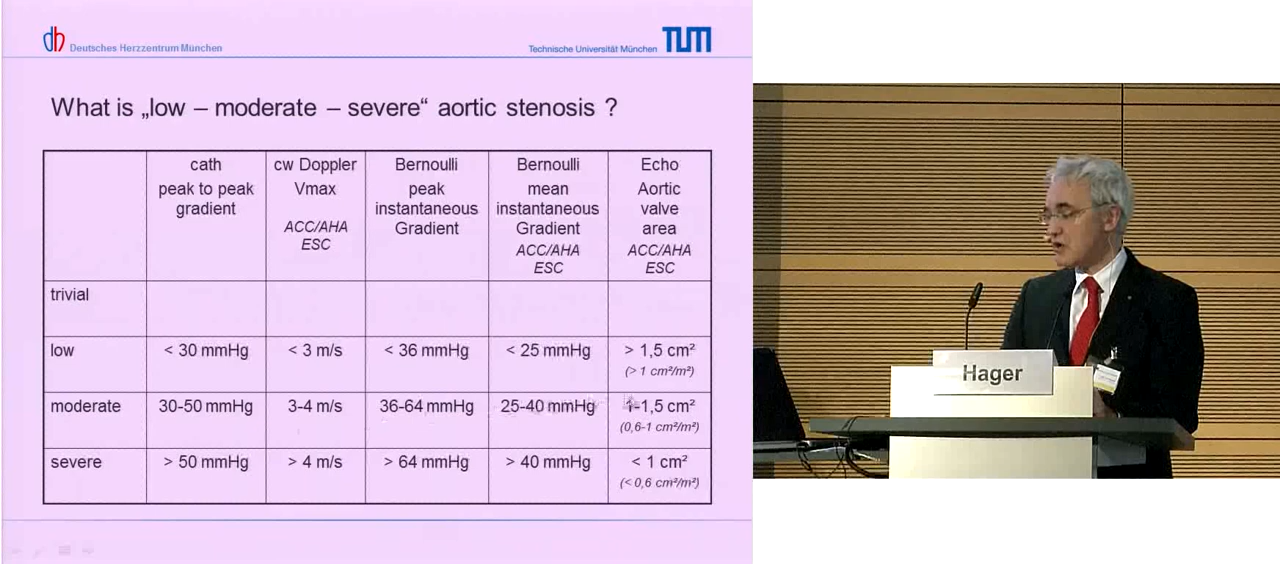 dh Deutsches Herzzentrum München
Technische Universität München TUM
What is „low – moderate – severe“ aortic stenosis ?
cath
peak to peak
gradient
cw Doppler
Vmax
ACC/AHA
ESC
Bernoulli
peak
instantaneous
Gradient
Bernoulli
mean
instantaneous
Gradient
ACC/AHA
ESC
Echo
Aortic
valve
area
ACC/AHA
ESC
trivial
low < 30 mmHg < 3 m/s < 36 mmHg < 25 mmHg > 1,5 cm²
(> 1 cm²/m²)
moderate 30-50 mmHg 3-4 m/s 36-64 mmHg 25-40 mmHg 1-1,5 cm²
(0,6-1 cm²/m²)
severe > 50 mmHg > 4 m/s > 64 mmHg > 40 mmHg < 1 cm²
(< 0,6 cm²/m²)
Hager